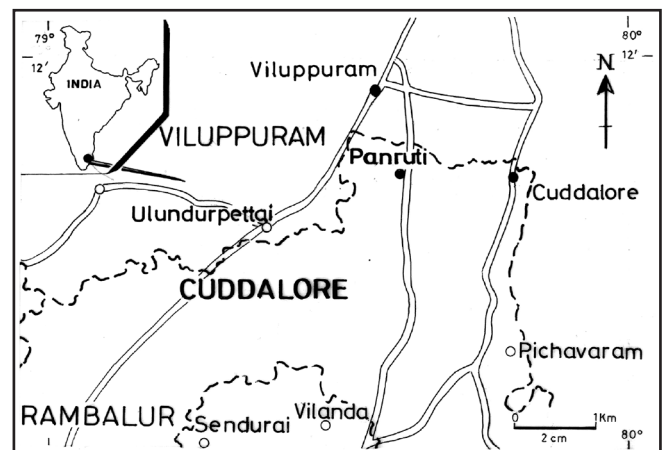 79°
12'
INDIA
80°
12'
N
Viluppuram
VILUPPURAM
Panruti
Cuddalore
Ulundurpettai
CUDDALORE
Pichavaram
RAMBALUR
Sendurai
Vilanda
0 1Km
2 cm
80°